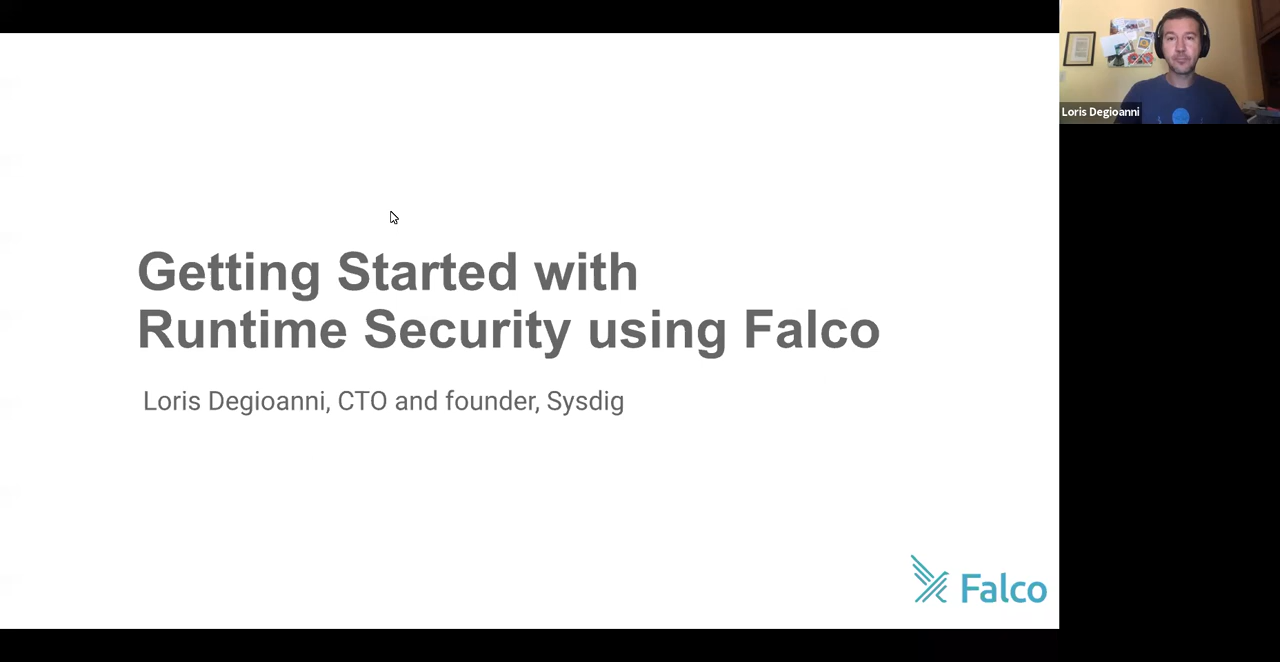 Getting Started with
Runtime Security using Falco
Loris Degioanni, CTO and founder, Sysdig
Falco
Loris Degioanni